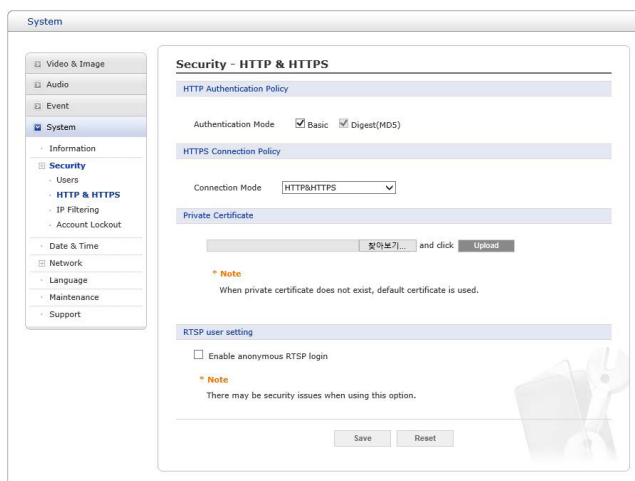 System
Video & Image
Audio
Event
System
Information
Security
Users
HTTP & HTTPS
IP Filtering
Account Lockout
Date & Time
Network
Language
Maintenance
Support
Security - HTTP & HTTPS
HTTP Authentication Policy
Authentication Mode Basic Digest(MD5)
HTTPS Connection Policy
Connection Mode HTTP&HTTPS
Private Certificate
찾아보기... and click Upload
* Note
When private certificate does not exist, default certificate is used.
RTSP user setting
Enable anonymous RTSP login
* Note
There may be security issues when using this option.
Save Reset